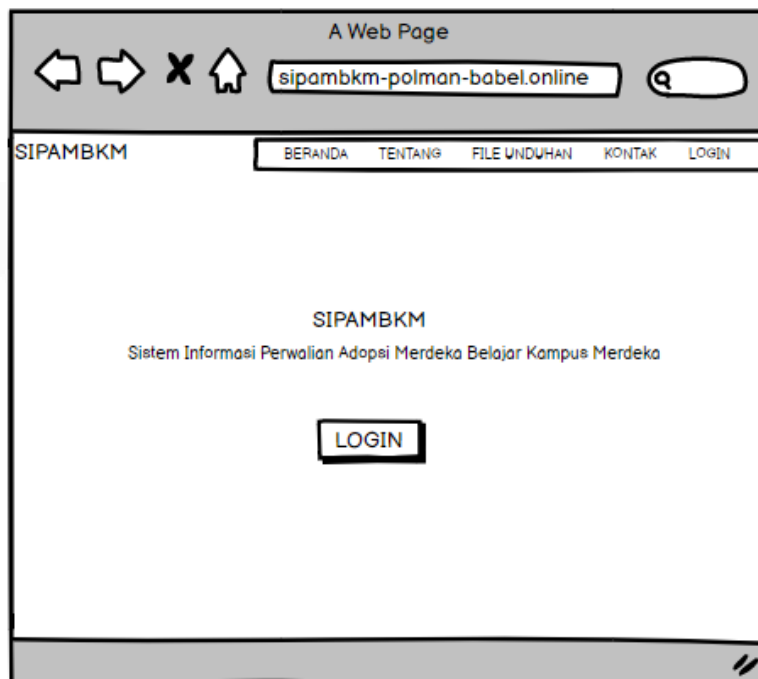 A Web Page
sipambkm-polman-babel.online
SIPAMBKM BERANDA TENTANG FILE UNDUHAN KONTAK LOGIN
SIPAMBKM
Sistem Informasi Perwalian Adopsi Merdeka Belajar Kampus Merdeka
LOGIN